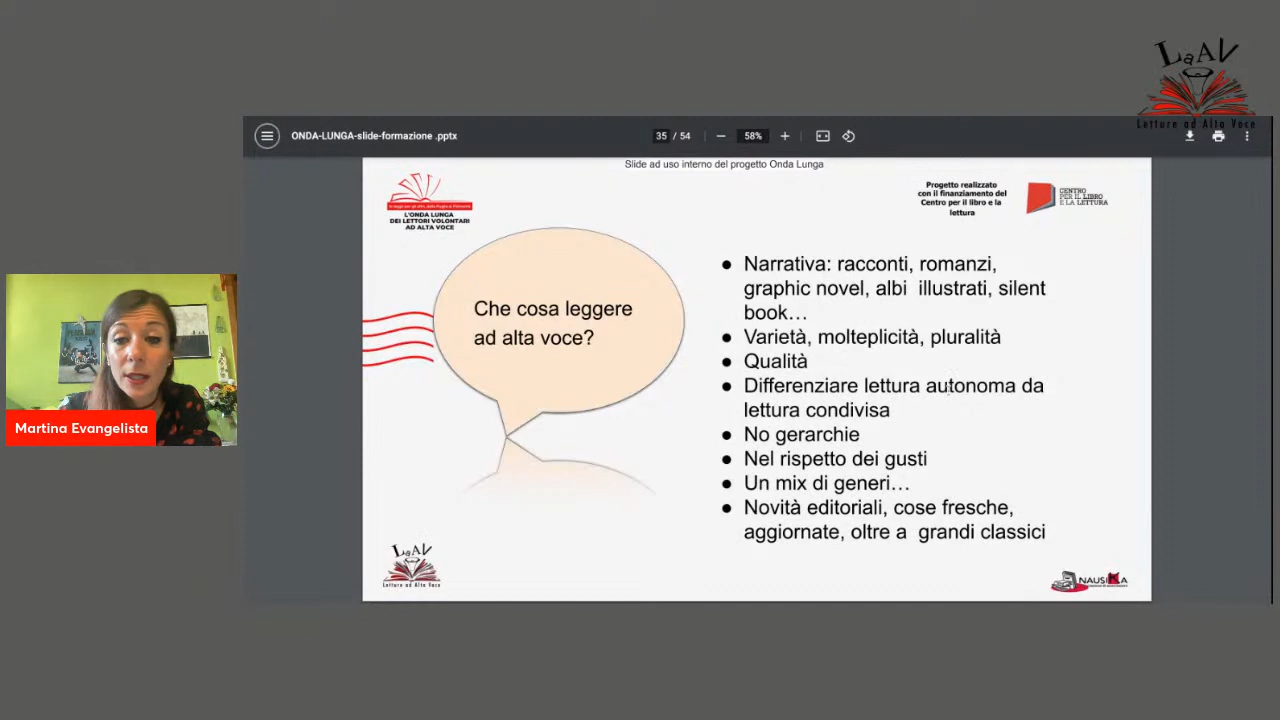 LaAV
Letture ad Alta Voce
ONDA-LUNGA-slide-formazione .pptx
35 / 54
58%
Slide ad uso interno del progetto Onda Lunga
L'ONDA LUNGA
DEI LETTORI VOLONTARI
AD ALTA VOCE
Progetto realizzato
con il finanziamento del
Centro per il libro e la
lettura
CENTRO
PER IL LIBRO
E LA LETTURA
Che cosa leggere
ad alta voce?
● Narrativa: racconti, romanzi,
graphic novel, albi illustrati, silent
book…
● Varietà, molteplicità, pluralità
● Qualità
● Differenziare lettura autonoma da
lettura condivisa
● No gerarchie
● Nel rispetto dei gusti
● Un mix di generi…
● Novità editoriali, cose fresche,
aggiornate, oltre a grandi classici
Martina Evangelista
LaAV
Letture ad Alta Voce
NAUSIKA